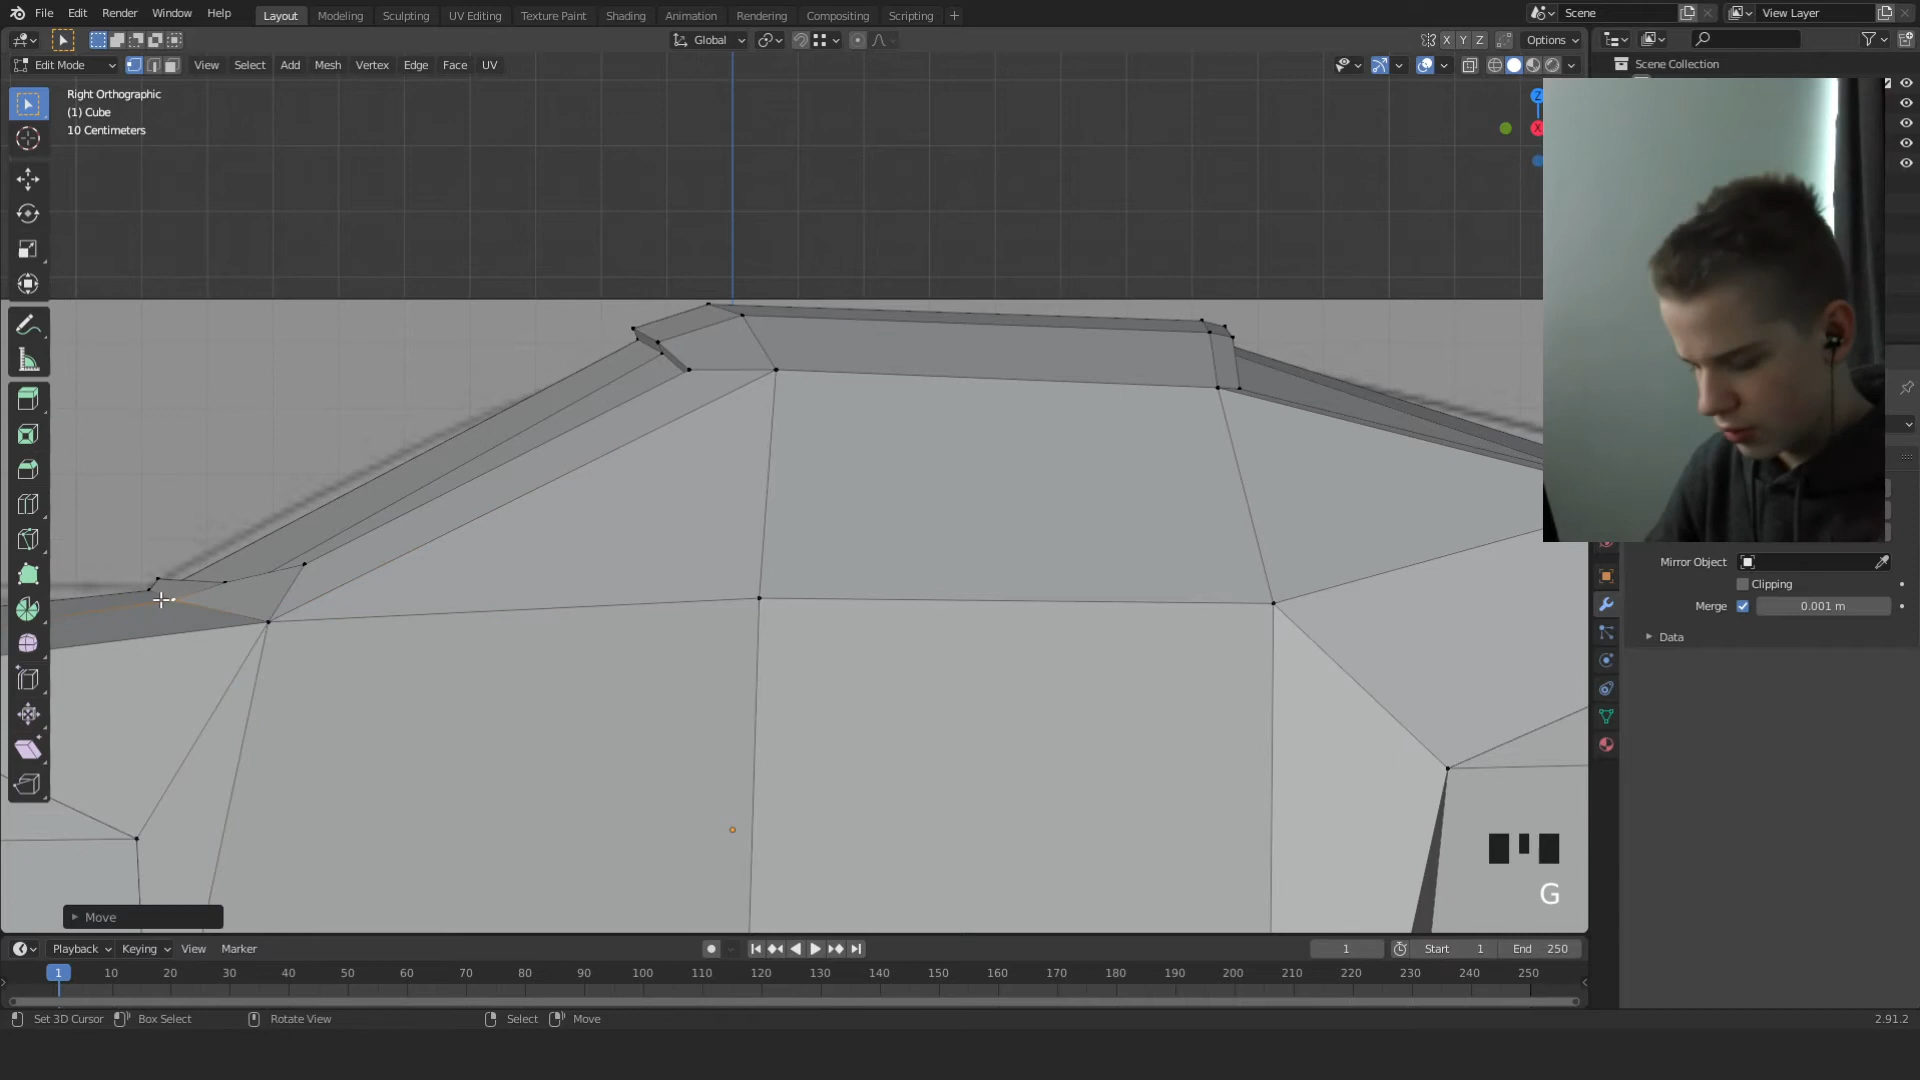 File Edit Render Window Help
Layout Modeling Sculpting UV Editing Texture Paint Shading Animation Rendering Compositing Scripting +
Scene
View Layer
Global
X Y Z
Options
Edit Mode View Select Add Mesh Vertex Edge Face UV
Scene Collection
Right Orthographic
(1) Cube
10 Centimeters
Z
X
Mirror Object
Clipping
Merge 0.001 m
Data
G
Move
Playback Keying View Marker
1 Start 1 End 250
1 10 20 30 40 50 60 70 80 90 100 110 120 130 140 150 160 170 180 190 200 210 220 230 240 250
Set 3D Cursor Box Select Rotate View Select Move
2.91.2